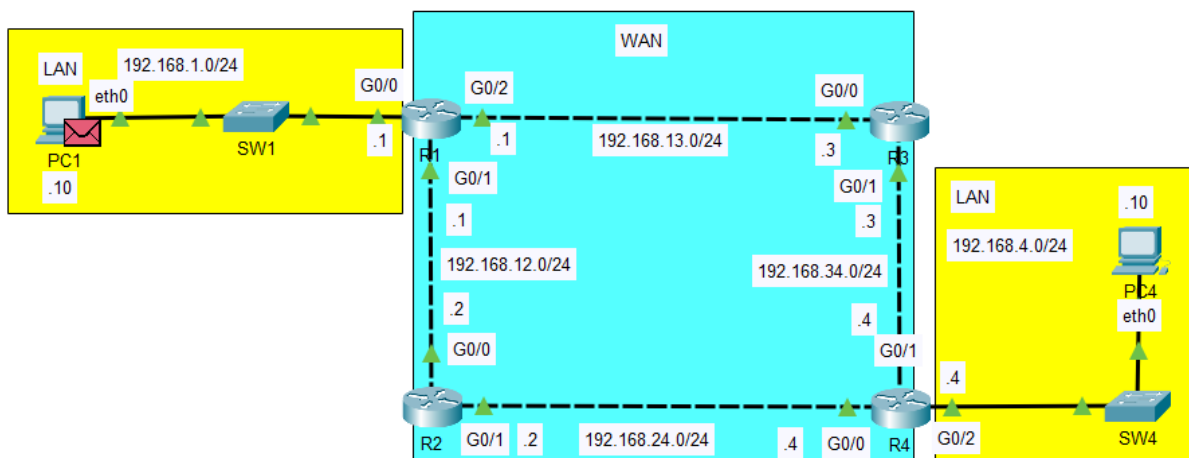 WAN
LAN
192.168.1.0/24
eth0
G0/0
PC1
.10
SW1
.1
R1
G0/2
.1
192.168.13.0/24
G0/0
.3
R3
G0/1
.1
G0/1
.3
192.168.12.0/24
192.168.34.0/24
.2
G0/0
.4
G0/1
R2
G0/1
.2
192.168.24.0/24
.4
G0/0
R4
LAN
.10
192.168.4.0/24
PC4
eth0
.4
G0/2
SW4